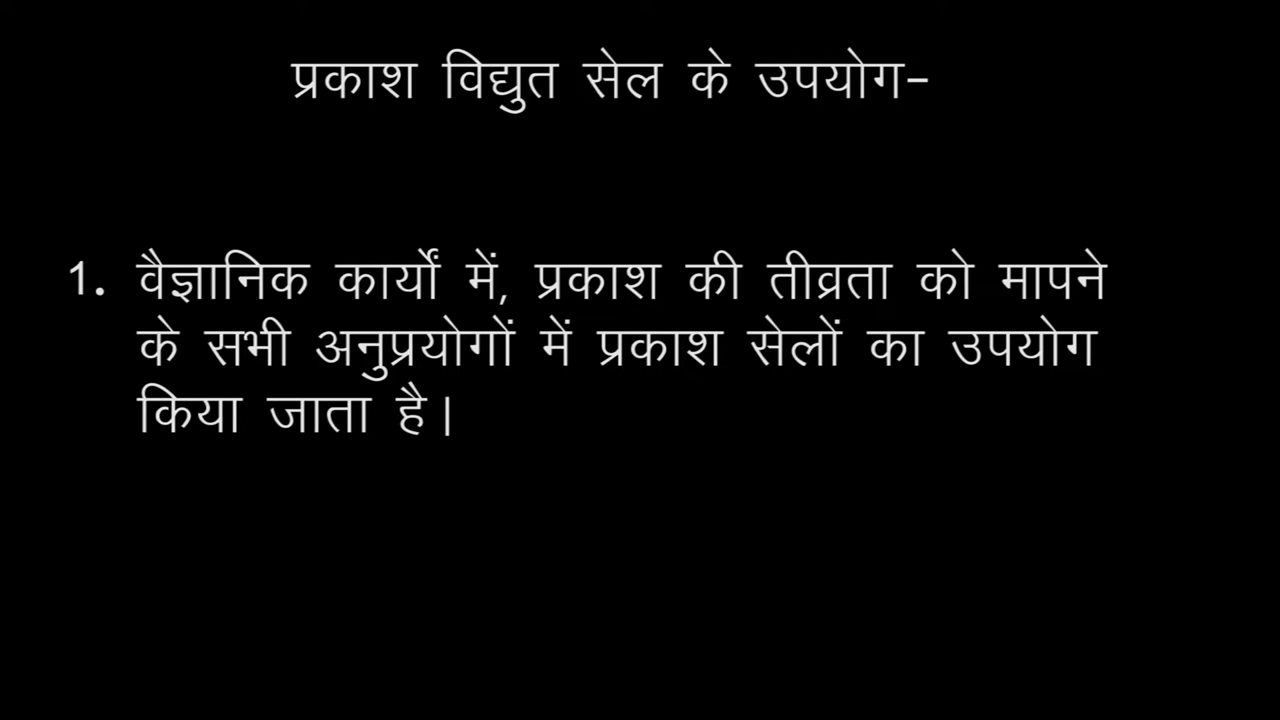 प्रकाश विद्युत सेल के उपयोग-
1. वैज्ञानिक कार्यों में, प्रकाश की तीव्रता को मापने
के सभी अनुप्रयोगों में प्रकाश सेलों का उपयोग
किया जाता है।